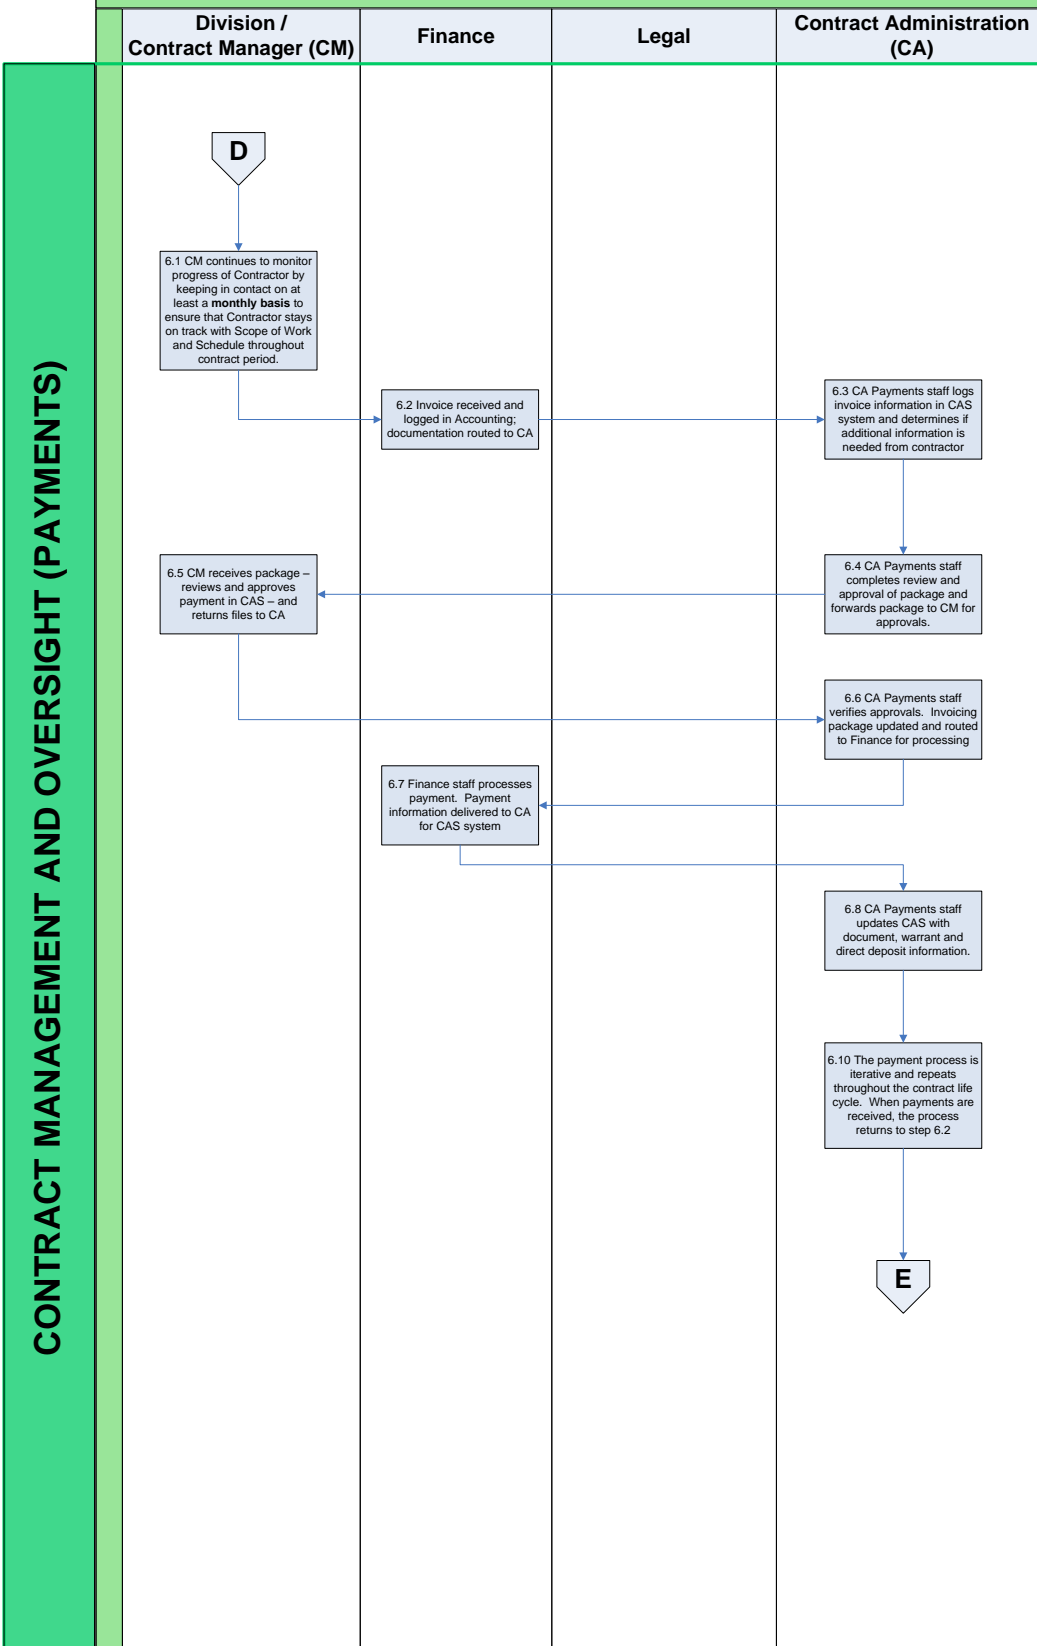 Division /
Contract Manager (CM)
Finance
Legal
Contract Administration
(CA)
CONTRACT MANAGEMENT AND OVERSIGHT (PAYMENTS)
D
6.1 CM continues to monitor
progress of Contractor by
keeping in contact on at
least a monthly basis to
ensure that Contractor stays
on track with Scope of Work
and Schedule throughout
contract period.
6.2 Invoice received and
logged in Accounting;
documentation routed to CA
6.3 CA Payments staff logs
invoice information in CAS
system and determines if
additional information is
needed from contractor
6.4 CA Payments staff
completes review and
approval of package and
forwards package to CM for
approvals.
6.5 CM receives package –
reviews and approves
payment in CAS – and
returns files to CA
6.6 CA Payments staff
verifies approvals.  Invoicing
package updated and routed
to Finance for processing
6.7 Finance staff processes
payment.  Payment
information delivered to CA
for CAS system
6.8 CA Payments staff
updates CAS with
document, warrant and
direct deposit information.
6.10 The payment process is
iterative and repeats
throughout the contract life
cycle.  When payments are
received, the process
returns to step 6.2
E